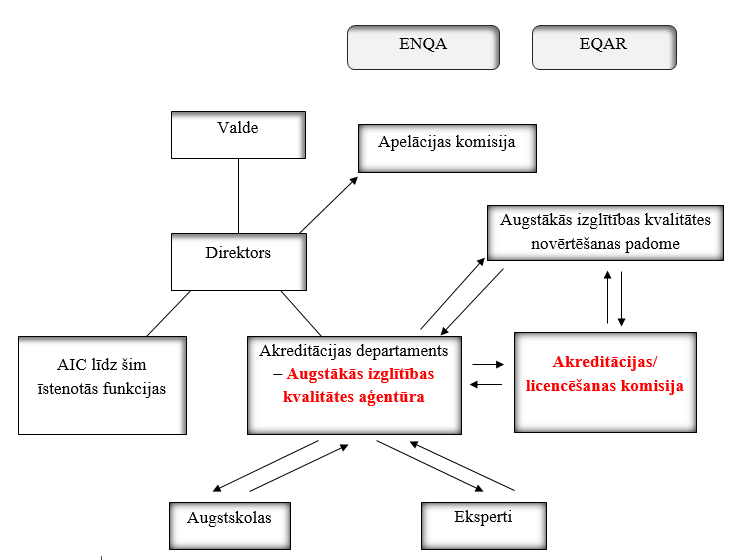 ENQA
EQAR
Valde
Apelācijas komisija
Augstākās izglītības kvalitātes
novērtēšanas padome
Direktors
AIC līdz šim
īstenotās funkcijas
Akreditācijas departaments
– Augstākās izglītības
kvalitātes aģentūra
Akreditācijas/
licencēšanas komisija
Augstskolas
Eksperti